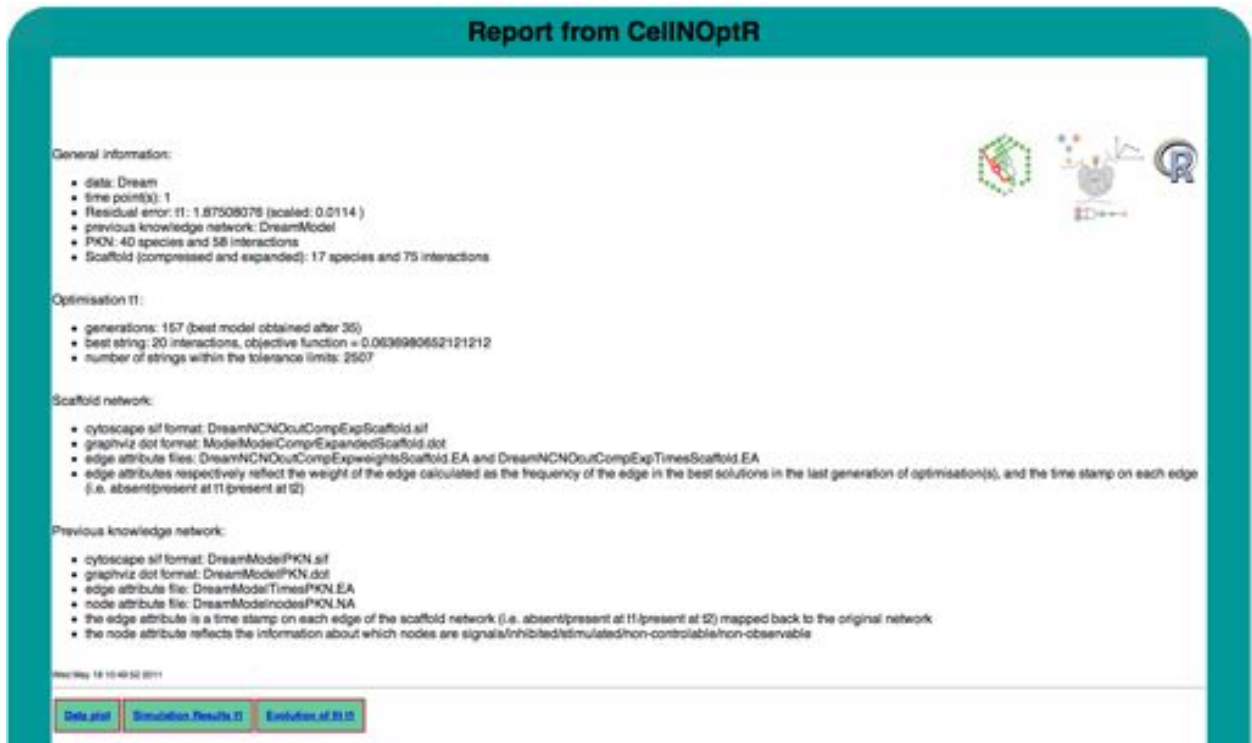 Report from CellNOptR
General information:
• data: Dream
• time point(s): 1
• Residual error: t1: 1.87508076 (scaled: 0.0114 )
• previous knowledge network: DreamModel
• PKN: 40 species and 58 interactions
• Scaffold (compressed and expanded): 17 species and 75 interactions
Optimisation t1:
• generations: 157 (best model obtained after 35)
• best string: 20 interactions, objective function = 0.0636980652121212
• number of strings within the tolerance limits: 2507
Scaffold network:
• cytoscape sif format: DreamNCNOcutCompExpScaffold.sif
• graphviz dot format: ModelModelComprExpandedScaffold.dot
• edge attribute files: DreamNCNOcutCompExpweightsScaffold.EA and DreamNCNOcutCompExpTimesScaffold.EA
• edge attributes respectively reflect the weight of the edge calculated as the frequency of the edge in the best solutions in the last generation of optimisation(s), and the time stamp on each edge
(i.e. absent/present at t1/present at t2)
Previous knowledge network:
• cytoscape sif format: DreamModelPKN.sif
• graphviz dot format: DreamModelPKN.dot
• edge attribute file: DreamModelTimesPKN.EA
• node attribute file: DreamModelnodesPKN.NA
• the edge attribute is a time stamp on each edge of the scaffold network (i.e. absent/present at t1/present at t2) mapped back to the original network
• the node attribute reflects the information about which nodes are signals/inhibited/stimulated/non-controlable/non-observable
Wed May 18 10:49:52 2011
Data plot
Simulation Results t1
Evolution of fit t1
R